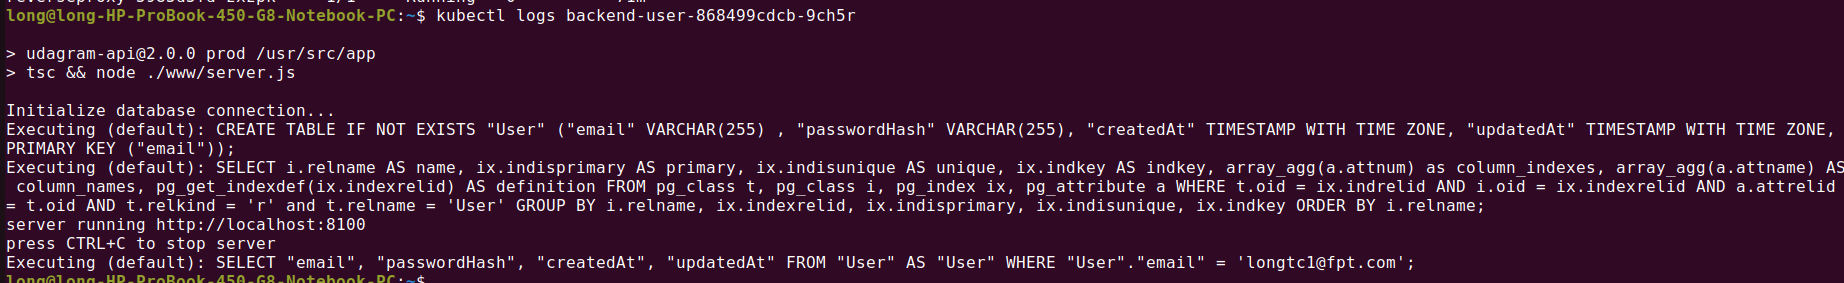 long@long-HP-ProBook-450-G8-Notebook-PC:~$ kubectl logs backend-user-868499cdcb-9ch5r
> udagram-api@2.0.0 prod /usr/src/app
> tsc && node ./www/server.js
Initialize database connection...
Executing (default): CREATE TABLE IF NOT EXISTS "User" ("email" VARCHAR(255) , "passwordHash" VARCHAR(255), "createdAt" TIMESTAMP WITH TIME ZONE, "updatedAt" TIMESTAMP WITH TIME ZONE,
PRIMARY KEY ("email"));
Executing (default): SELECT i.relname AS name, ix.indisprimary AS primary, ix.indisunique AS unique, ix.indkey AS indkey, array_agg(a.attnum) as column_indexes, array_agg(a.attname) AS
column_names, pg_get_indexdef(ix.indexrelid) AS definition FROM pg_class t, pg_class i, pg_index ix, pg_attribute a WHERE t.oid = ix.indrelid AND i.oid = ix.indexrelid AND a.attrelid
= t.oid AND t.relkind = 'r' and t.relname = 'User' GROUP BY i.relname, ix.indexrelid, ix.indisprimary, ix.indisunique, ix.indkey ORDER BY i.relname;
server running http://localhost:8100
press CTRL+C to stop server
Executing (default): SELECT "email", "passwordHash", "createdAt", "updatedAt" FROM "User" AS "User" WHERE "User"."email" = 'longtc1@fpt.com';
long@long-HP-ProBook-450-G8-Notebook-PC:~$